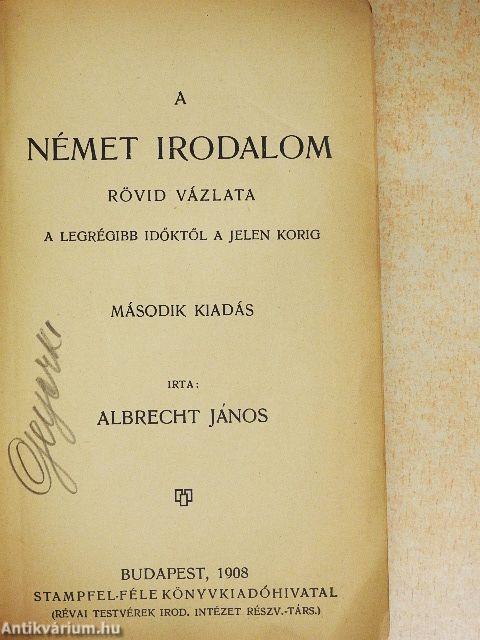 A
NÉMET IRODALOM
RÖVID VÁZLATA
A LEGRÉGIBB IDŐKTŐL A JELEN KORIG
MÁSODIK KIADÁS
IRTA:
ALBRECHT JÁNOS
BUDAPEST, 1908
STAMPFEL-FÉLE KÖNYVKIADÓHIVATAL
(RÉVAI TESTVÉREK IROD. INTÉZET RÉSZV.-TÁRS.)
Antikvárium.hu